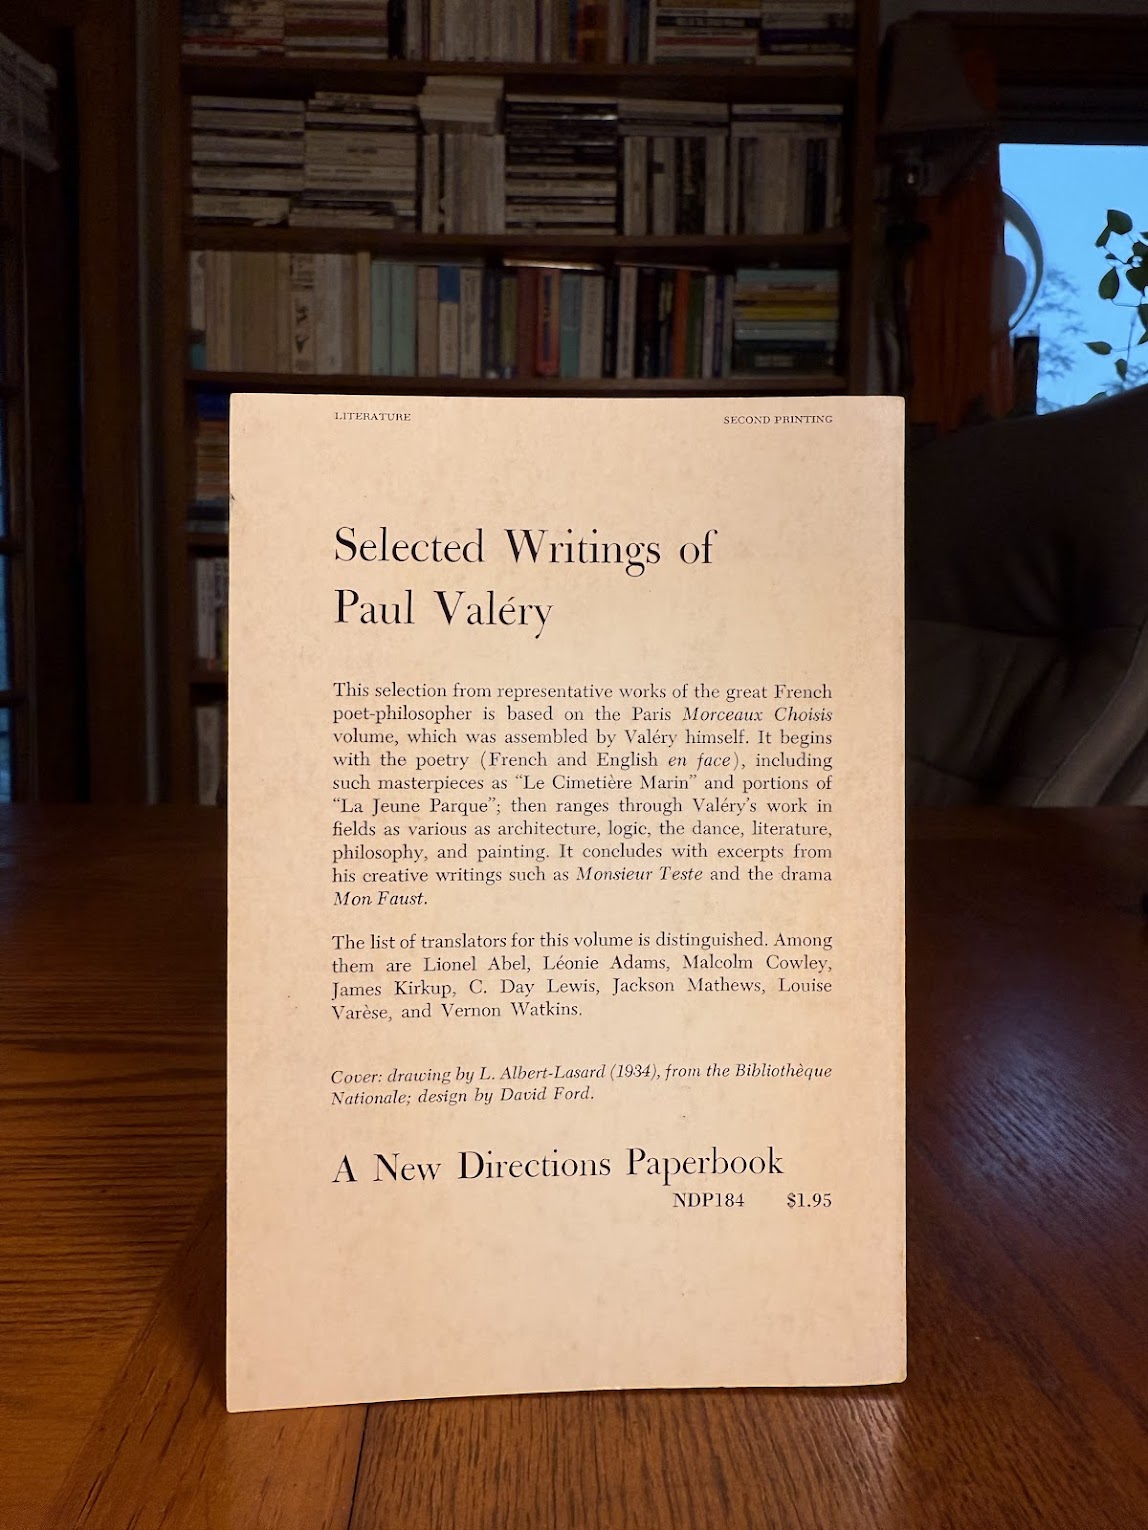 LITERATURE
SECOND PRINTING
Selected Writings of
Paul Valéry
This selection from representative works of the great French
poet-philosopher is based on the Paris Morceaux Choisis
volume, which was assembled by Valéry himself. It begins
with the poetry (French and English en face), including
such masterpieces as “Le Cimetière Marin” and portions of
“La Jeune Parque”; then ranges through Valéry’s work in
fields as various as architecture, logic, the dance, literature,
philosophy, and painting. It concludes with excerpts from
his creative writings such as Monsieur Teste and the drama
Mon Faust.
The list of translators for this volume is distinguished. Among
them are Lionel Abel, Léonie Adams, Malcolm Cowley,
James Kirkup, C. Day Lewis, Jackson Mathews, Louise
Varèse, and Vernon Watkins.
Cover: drawing by L. Albert-Lasard (1934), from the Bibliothèque
Nationale; design by David Ford.
A New Directions Paperbook
NDP184 $1.95